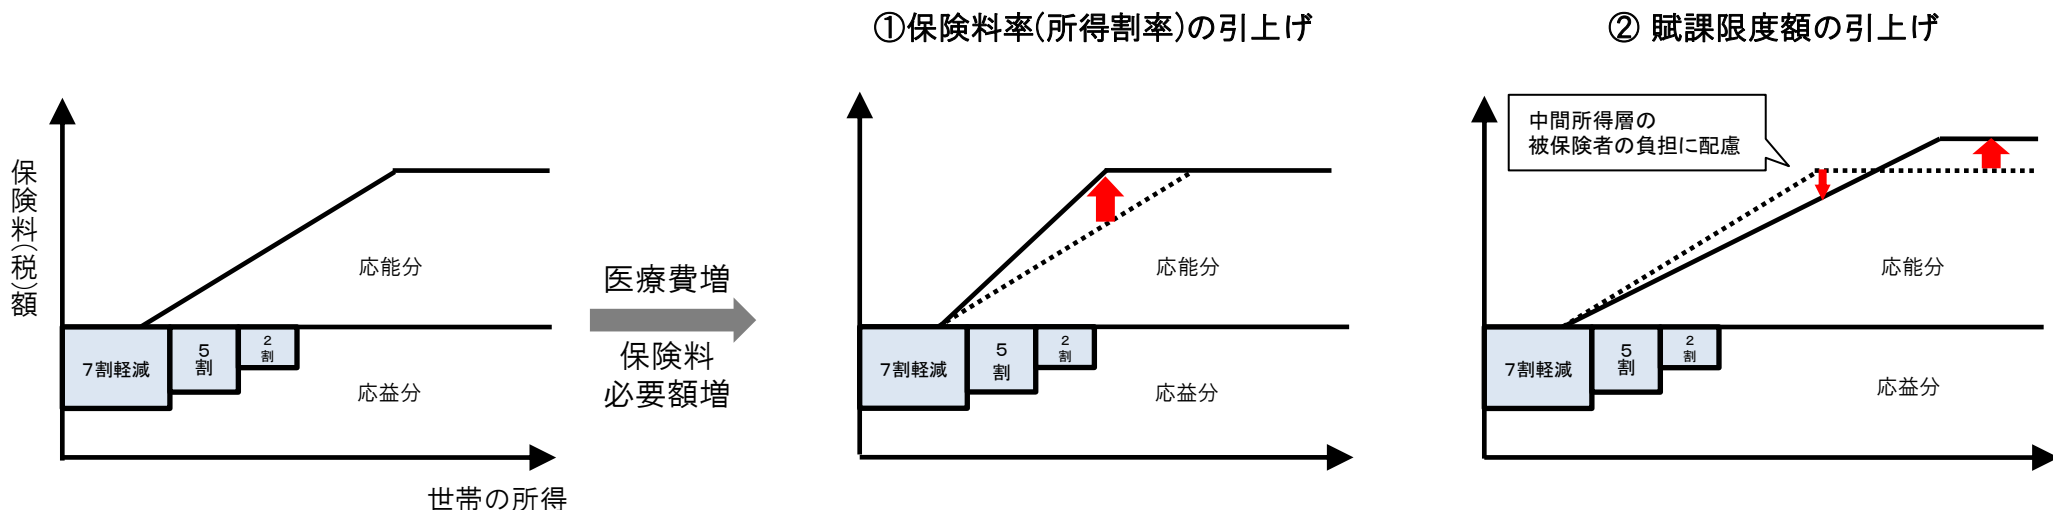 ①保険料率(所得割率)の引上げ
② 賦課限度額の引上げ
保険料(税)額
応能分
7割軽減
5
割
2
割
応益分
世帯の所得
医療費増
保険料
必要額増
応能分
7割軽減
5
割
2
割
応益分
中間所得層の
被保険者の負担に配慮
応能分
7割軽減
5
割
2
割
応益分